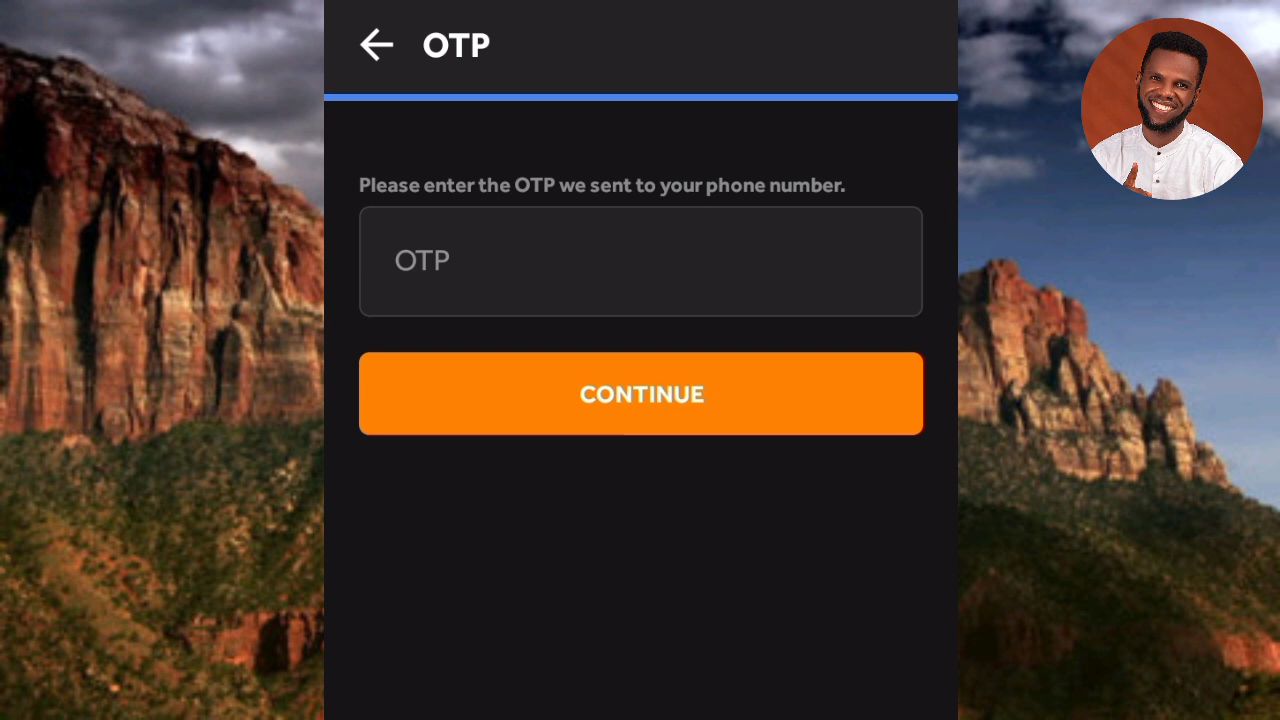 OTP
Please enter the OTP we sent to your phone number.
OTP
CONTINUE